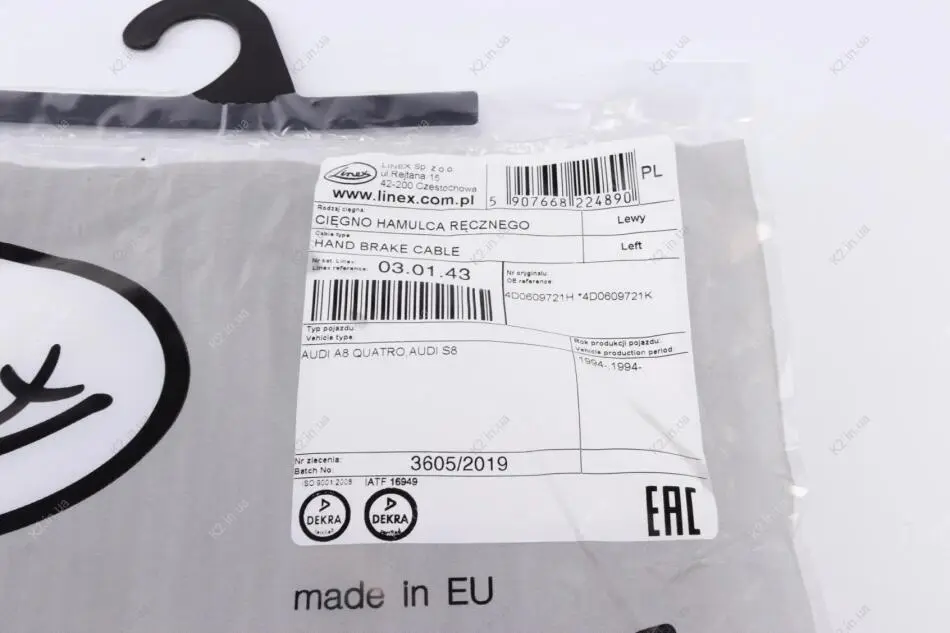 Linex
LINEX Sp. z o.o.
ul.Rejtana 16
42-200 Czestochowa
www.linex.com.pl
5 907668 224890
PL
Rodzaj cięgna:
CIĘGNO HAMULCA RĘCZNEGO
Lewy
Cable type
HAND BRAKE CABLE
Left
Nr kat. Linex:
Linex reference:
03.01.43
Nr oryginału:
OE reference:
4D0609721H *4D0609721K
Typ pojazdu:
Vehicle type:
AUDI A8 QUATRO,AUDI S8
Rok produkcji pojazdu:
Vehicle production period
1994-,1994-
Nr zlecenia:
Batch No:
3605/2019
ISO 9001:2008
IATF 16949
DEKRA
DEKRA
EAC
made in EU
K2.in.ua